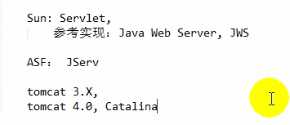 Sun: Servlet,
参考实现: Java Web Server, JWS
ASF: JServ
tomcat 3.X,
tomcat 4.0, Catalina